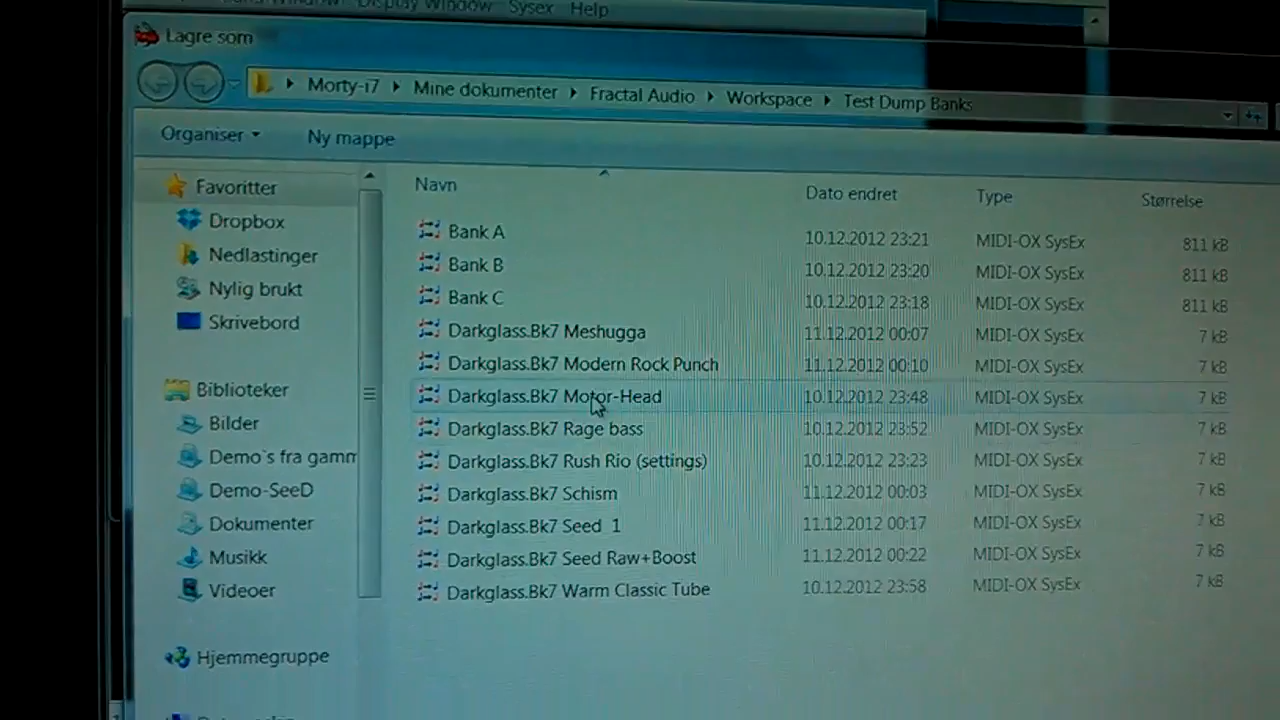 Display Window Sysex Help
Lagre som
Morty-i7 Mine dokumenter Fractal Audio Workspace Test Dump Banks
Organiser Ny mappe
Favoritter
Dropbox
Nedlastinger
Nylig brukt
Skrivebord
Biblioteker
Bilder
Demo`s fra gamm
Demo-SeeD
Dokumenter
Musikk
Videoer
Hjemmegruppe
Navn Dato endret Type Størrelse
Bank A 10.12.2012 23:21 MIDI-OX SysEx 811 kB
Bank B 10.12.2012 23:20 MIDI-OX SysEx 811 kB
Bank C 10.12.2012 23:18 MIDI-OX SysEx 811 kB
Darkglass.Bk7 Meshugga 11.12.2012 00:07 MIDI-OX SysEx 7 kB
Darkglass.Bk7 Modern Rock Punch 11.12.2012 00:10 MIDI-OX SysEx 7 kB
Darkglass.Bk7 Motor-Head 10.12.2012 23:48 MIDI-OX SysEx 7 kB
Darkglass.Bk7 Rage bass 10.12.2012 23:52 MIDI-OX SysEx 7 kB
Darkglass.Bk7 Rush Rio (settings) 10.12.2012 23:23 MIDI-OX SysEx 7 kB
Darkglass.Bk7 Schism 11.12.2012 00:03 MIDI-OX SysEx 7 kB
Darkglass.Bk7 Seed 1 11.12.2012 00:17 MIDI-OX SysEx 7 kB
Darkglass.Bk7 Seed Raw+Boost 11.12.2012 00:22 MIDI-OX SysEx 7 kB
Darkglass.Bk7 Warm Classic Tube 10.12.2012 23:58 MIDI-OX SysEx 7 kB